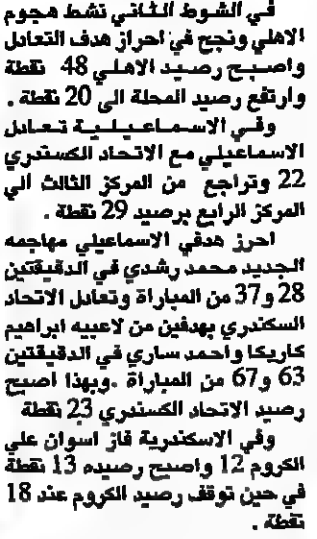 في الشوط الثاني نشط هجوم
الاهلي ونجح في احراز هدف التعادل
واصبح رصيد الاهلي 48 نقطة
وارتفع رصيد المحلة الى 20 نقطة .
وفي الاسماعيلية تعادل
الاسماعيلي مع الاتحاد الكسندري
22 وتراجع من المركز الثالث الي
المركز الرابع برصيد 29 نقطة .
احرز هدفي الاسماعيلي مهاجمه
الجديد محمد رشدي في الدقيقتين
28 و37 من المباراة وتعادل الاتحاد
السكندري بهدفين من لاعبيه ابراهيم
كاريكا واحمد ساري في الدقيقتين
63 و67 من المباراة .وبهذا اصبح
رصيد الاتحاد الكسندري 23 نقطة
وفي الاسكندرية فاز اسوان علي
الكروم 12 واصبح رصيده 13 نقطة
في حين توقف رصيد الكروم عند 18
نقطة .